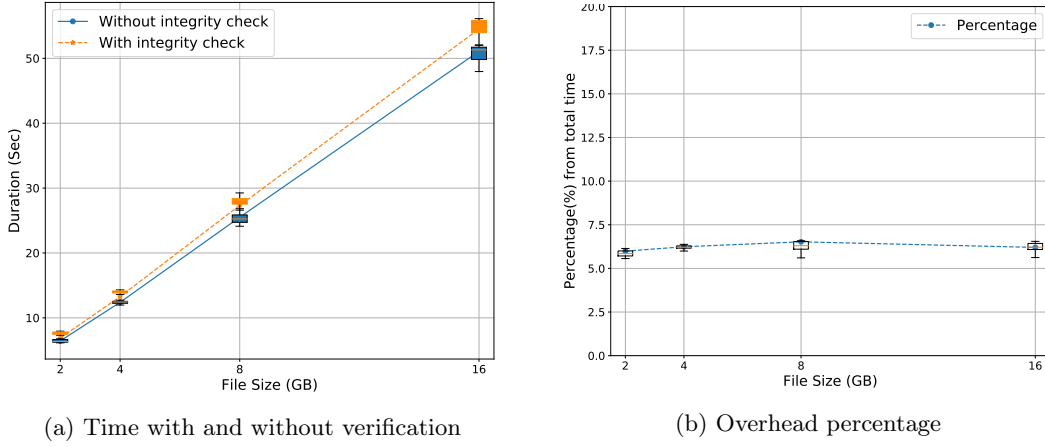 Without integrity check
With integrity check
50
40
30
20
10
Duration (Sec)
2
4
8
16
File Size (GB)
(a) Time with and without verification
Percentage
20.0
17.5
15.0
12.5
10.0
7.5
5.0
2.5
0.0
Percentage(%) from total time
2
4
8
16
File Size (GB)
(b) Overhead percentage